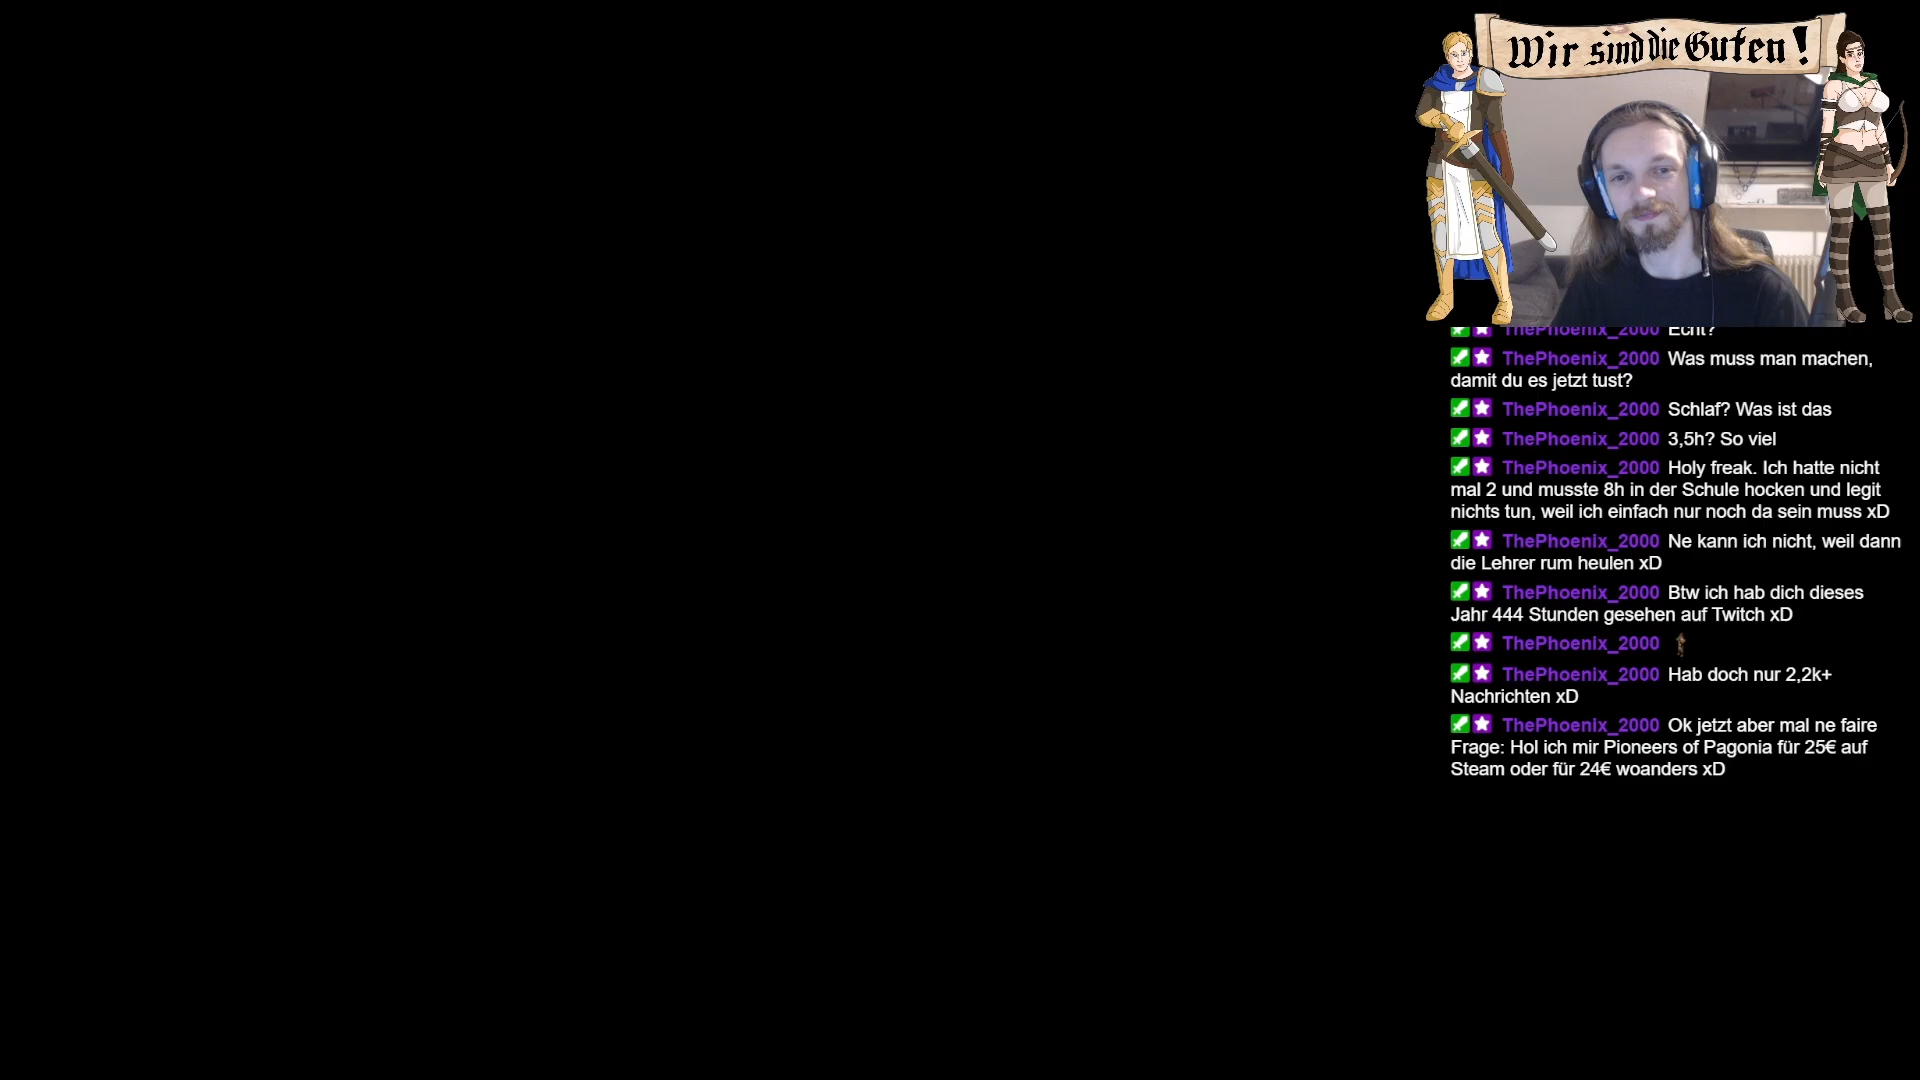 Wir sind die Guten!
ThePhoenix_2000 Echt?
ThePhoenix_2000 Was muss man machen,
damit du es jetzt tust?
ThePhoenix_2000 Schlaf? Was ist das
ThePhoenix_2000 3,5h? So viel
ThePhoenix_2000 Holy freak. Ich hatte nicht
mal 2 und musste 8h in der Schule hocken und legit
nichts tun, weil ich einfach nur noch da sein muss xD
ThePhoenix_2000 Ne kann ich nicht, weil dann
die Lehrer rum heulen xD
ThePhoenix_2000 Btw ich hab dich dieses
Jahr 444 Stunden gesehen auf Twitch xD
ThePhoenix_2000
ThePhoenix_2000 Hab doch nur 2,2k+
Nachrichten xD
ThePhoenix_2000 Ok jetzt aber mal ne faire
Frage: Hol ich mir Pioneers of Pagonia für 25€ auf
Steam oder für 24€ woanders xD